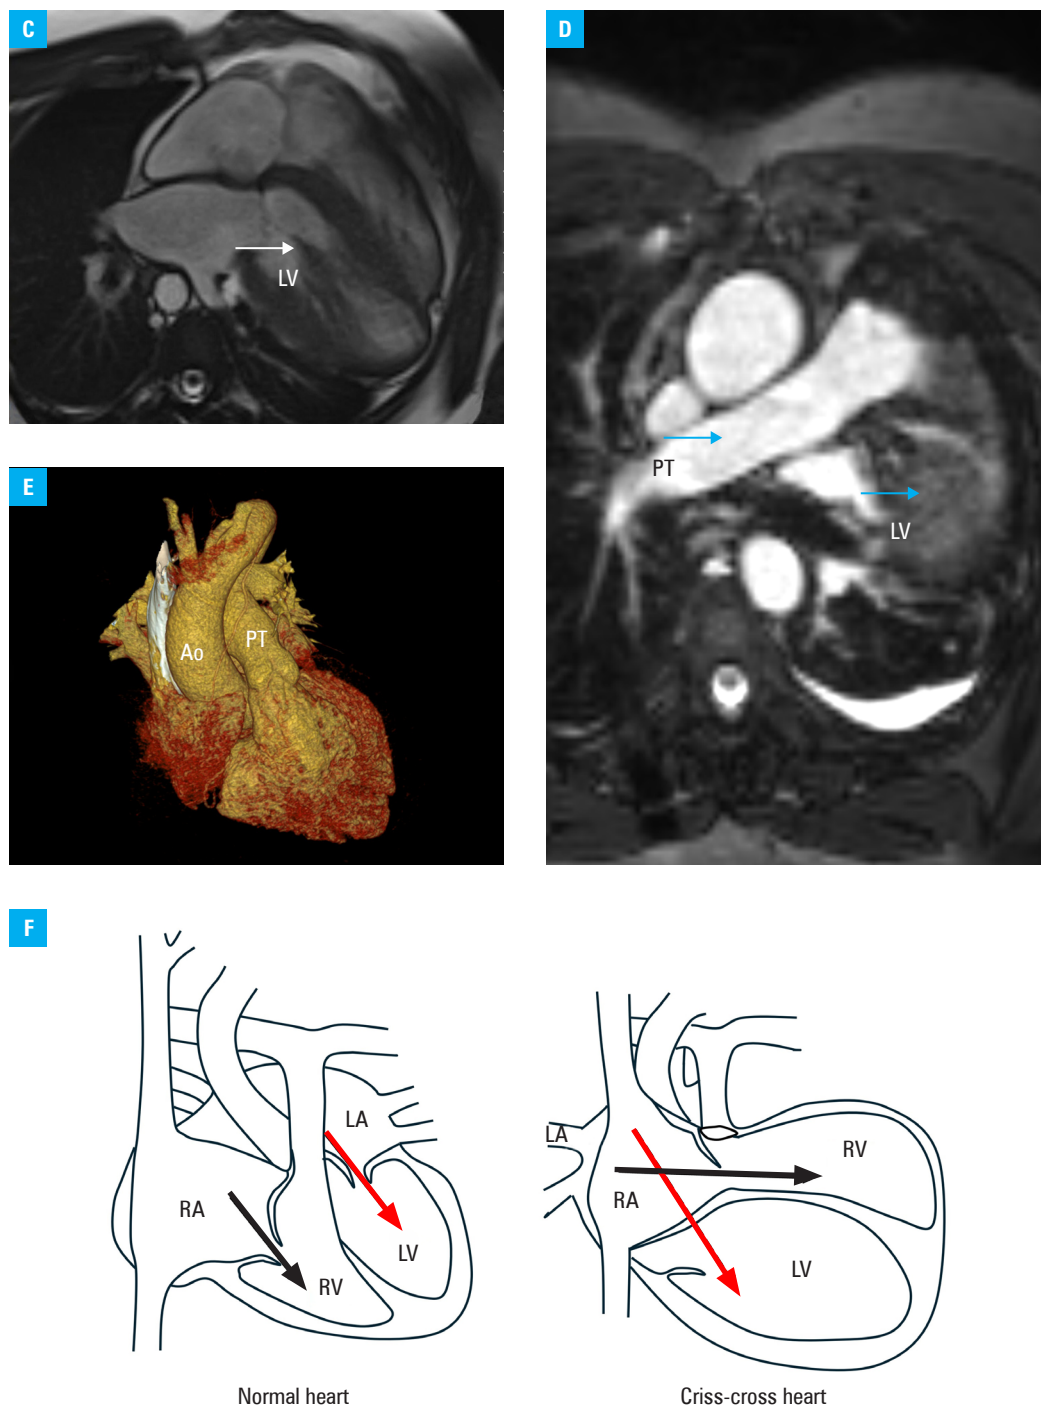 C
LV
D
PT
LV
E
Ao
PT
F
RA
LA
LV
RV
Normal heart
LA
RA
RV
LV
Criss-cross heart